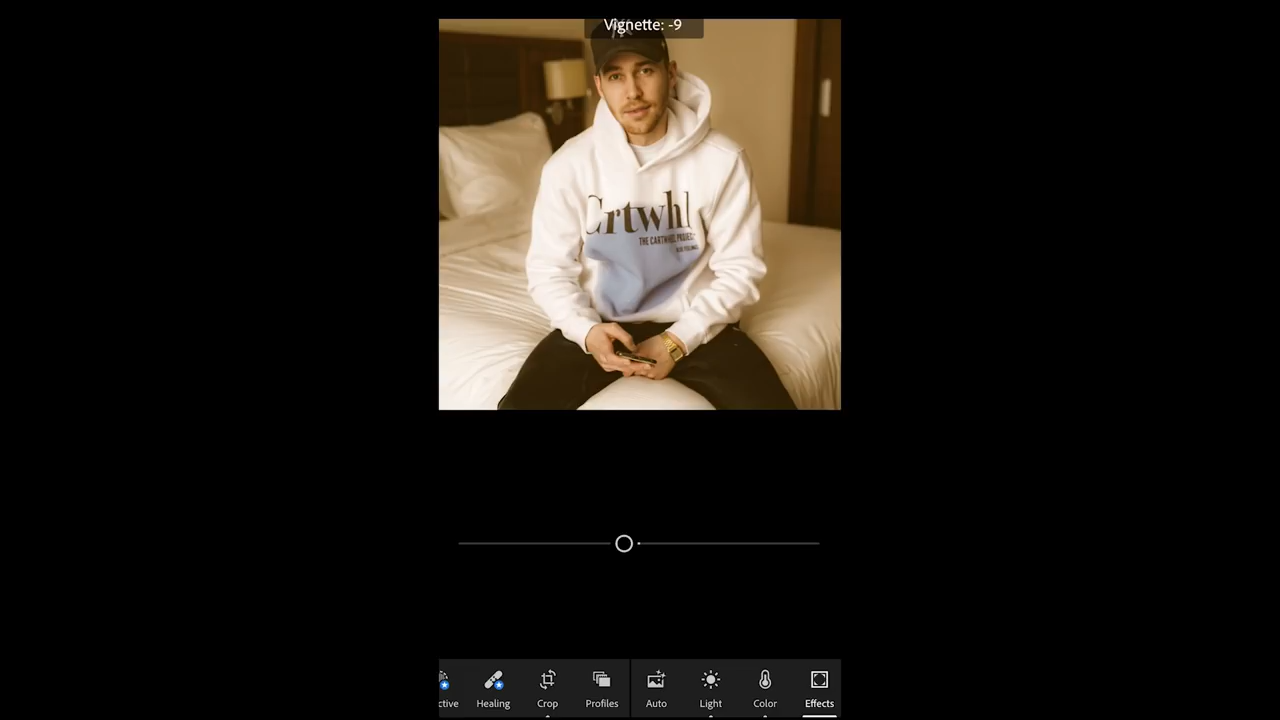 Vignette: -9
Crtwhl
THE CARTWHEEL PROJECT
ctive
Healing
Crop
Profiles
Auto
Light
Color
Effects